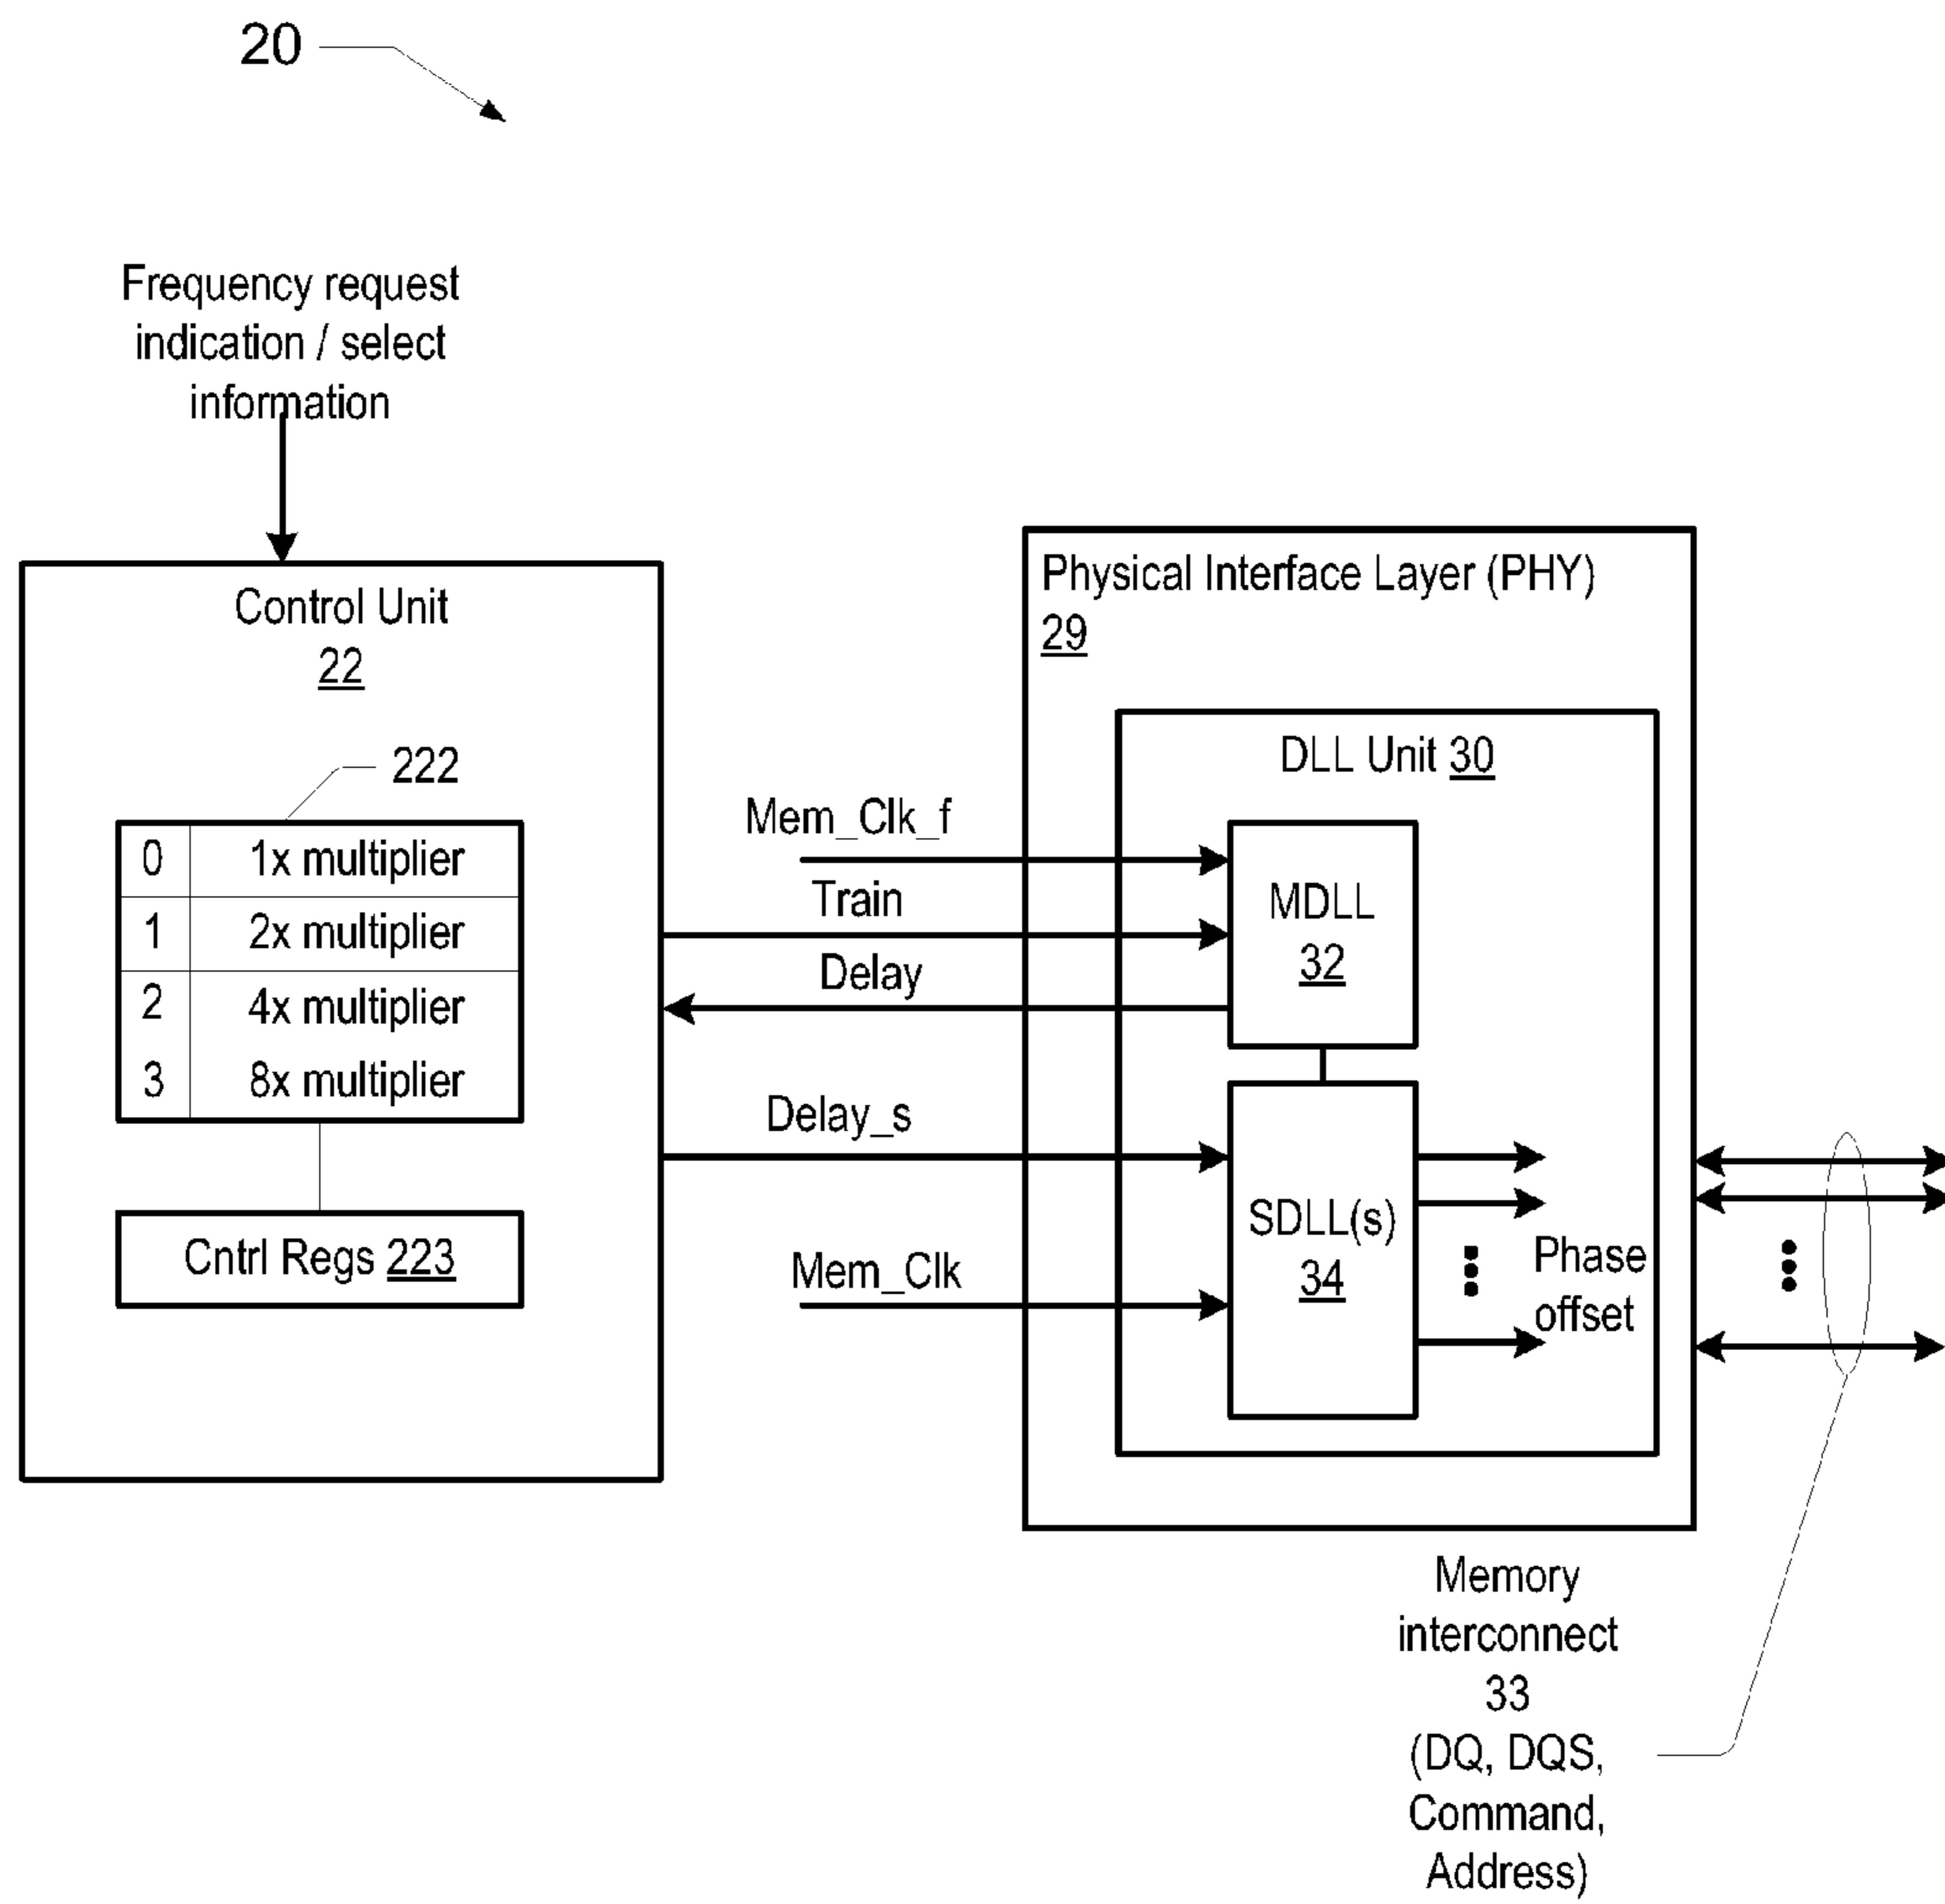 20
Frequency request
indication / select
information
Control Unit
22
222
0 1x multiplier
1 2x multiplier
2 4x multiplier
3 8x multiplier
Cntrl Regs 223
Mem_Clk_f
Train
Delay
Delay_s
Mem_Clk
Physical Interface Layer (PHY)
29
DLL Unit 30
MDLL
32
SDLL(s)
34
Phase
offset
Memory
interconnect
33
(DQ, DQS,
Command,
Address)